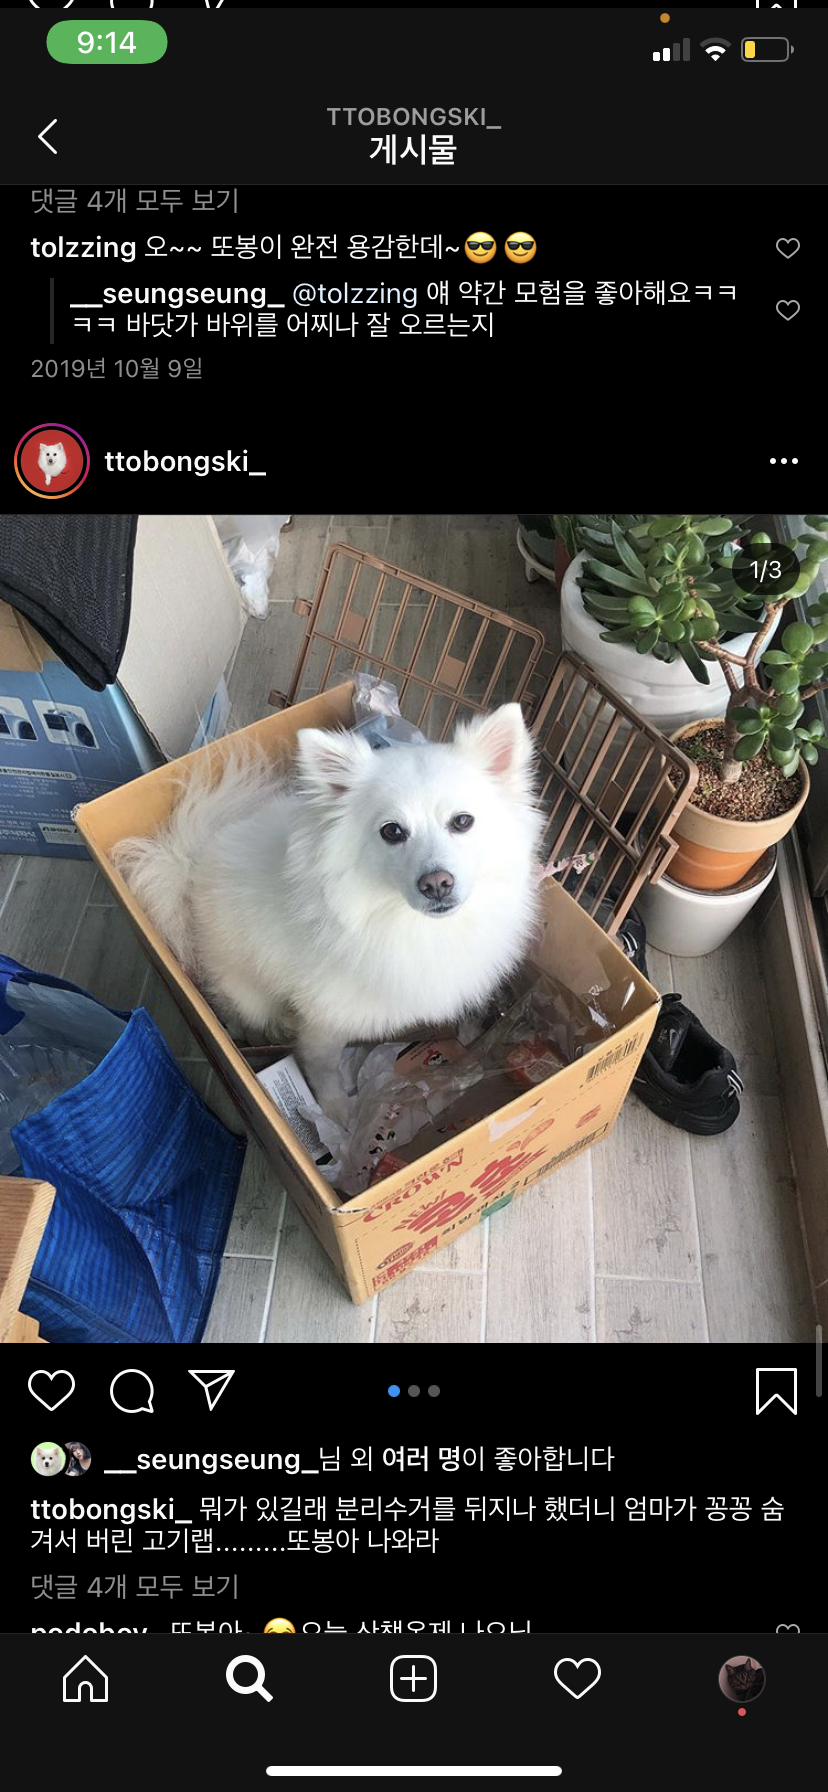 9:14
TTOBONGSKI_
게시물
댓글 4개 모두 보기
tolzzing 오~~ 또봉이 완전 용감한데~😎😎
__seungseung_ @tolzzing 얘 약간 모험을 좋아해요ㅋㅋ
ㅋㅋ 바닷가 바위를 어찌나 잘 오르는지
2019년 10월 9일
ttobongski_
1/3
CROWN
__seungseung_님 외 여러 명이 좋아합니다
ttobongski_ 뭐가 있길래 분리수거를 뒤지나 했더니 엄마가 꽁꽁 숨
겨서 버린 고기랩.........또봉아 나와라
댓글 4개 모두 보기